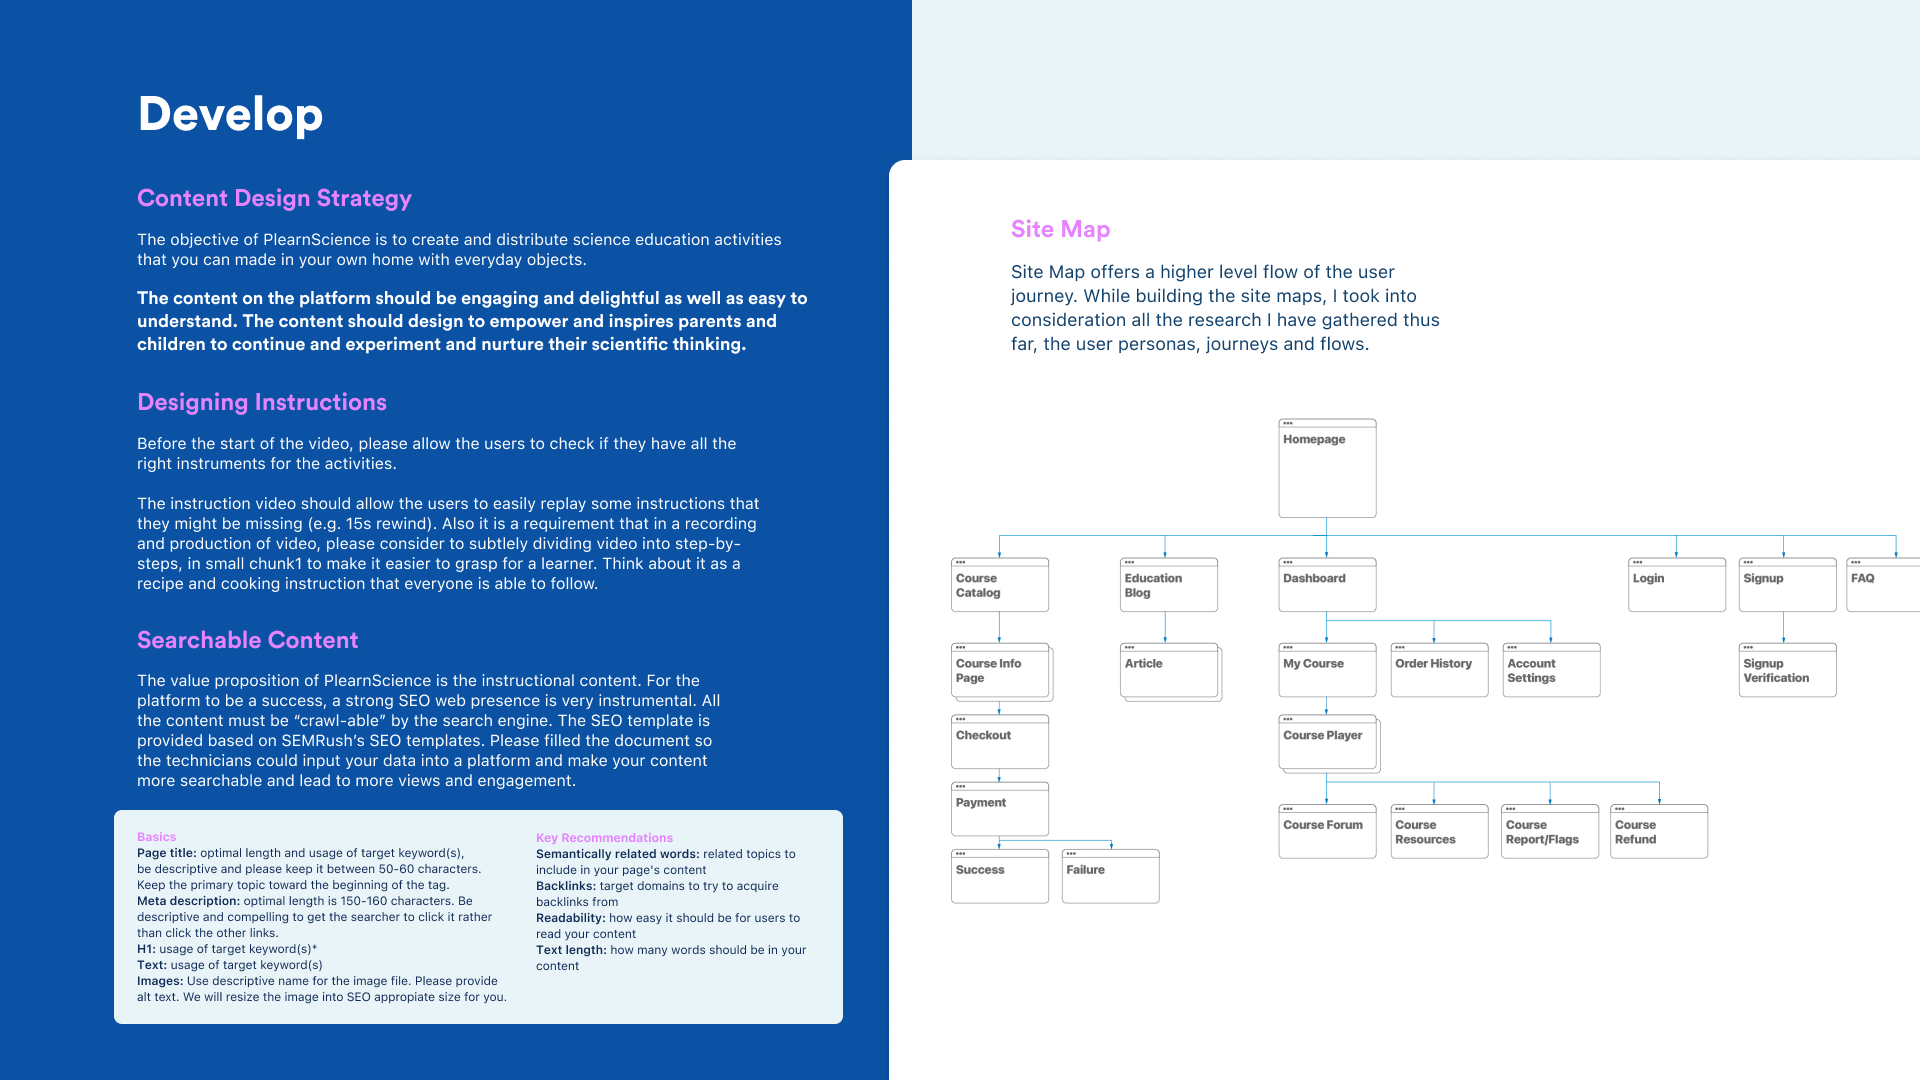 Develop
Content Design Strategy
The objective of PlearnScience is to create and distribute science education activities
that you can made in your own home with everyday objects.
The content on the platform should be engaging and delightful as well as easy to
understand. The content should design to empower and inspires parents and
children to continue and experiment and nurture their scientific thinking.
Designing Instructions
Before the start of the video, please allow the users to check if they have all the
right instruments for the activities.
The instruction video should allow the users to easily replay some instructions that
they might be missing (e.g. 15s rewind). Also it is a requirement that in a recording
and production of video, please consider to subtlely dividing video into step-by-
steps, in small chunk1 to make it easier to grasp for a learner. Think about it as a
recipe and cooking instruction that everyone is able to follow.
Searchable Content
The value proposition of PlearnScience is the instructional content. For the
platform to be a success, a strong SEO web presence is very instrumental. All
the content must be “crawl-able” by the search engine. The SEO template is
provided based on SEMRush’s SEO templates. Please filled the document so
the technicians could input your data into a platform and make your content
more searchable and lead to more views and engagement.
Basics
Page title: optimal length and usage of target keyword(s),
be descriptive and please keep it between 50-60 characters.
Keep the primary topic toward the beginning of the tag.
Meta description: optimal length is 150-160 characters. Be
descriptive and compelling to get the searcher to click it rather
than click the other links.
H1: usage of target keyword(s)*
Text: usage of target keyword(s)
Images: Use descriptive name for the image file. Please provide
alt text. We will resize the image into SEO appropiate size for you.
Key Recommendations
Semantically related words: related topics to
include in your page's content
Backlinks: target domains to try to acquire
backlinks from
Readability: how easy it should be for users to
read your content
Text length: how many words should be in your
content
Site Map
Site Map offers a higher level flow of the user
journey. While building the site maps, I took into
consideration all the research I have gathered thus
far, the user personas, journeys and flows.
Homepage
Course
Catalog
Education
Blog
Dashboard
Login
Signup
FAQ
Course Info
Page
Article
My Course
Order History
Account
Settings
Signup
Verification
Checkout
Course Player
Payment
Course Forum
Course
Resources
Course
Report/Flags
Course
Refund
Success
Failure